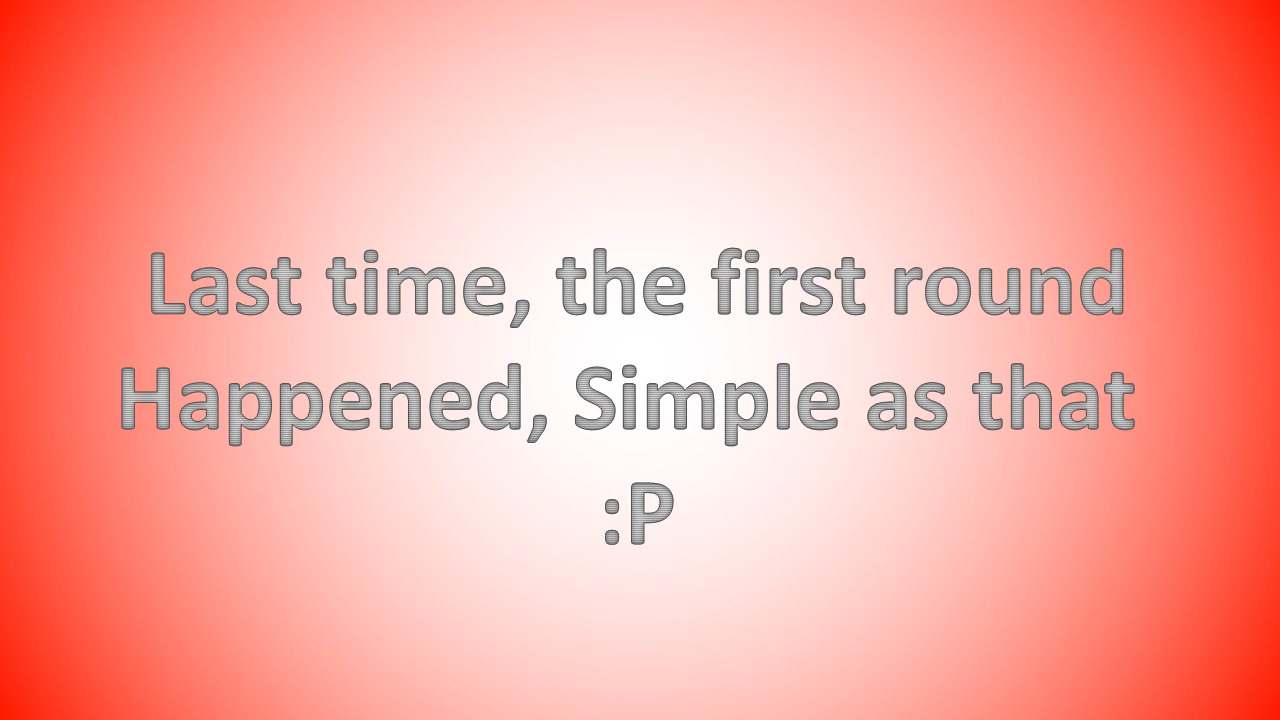 Last time, the first round
Happened, Simple as that
:P